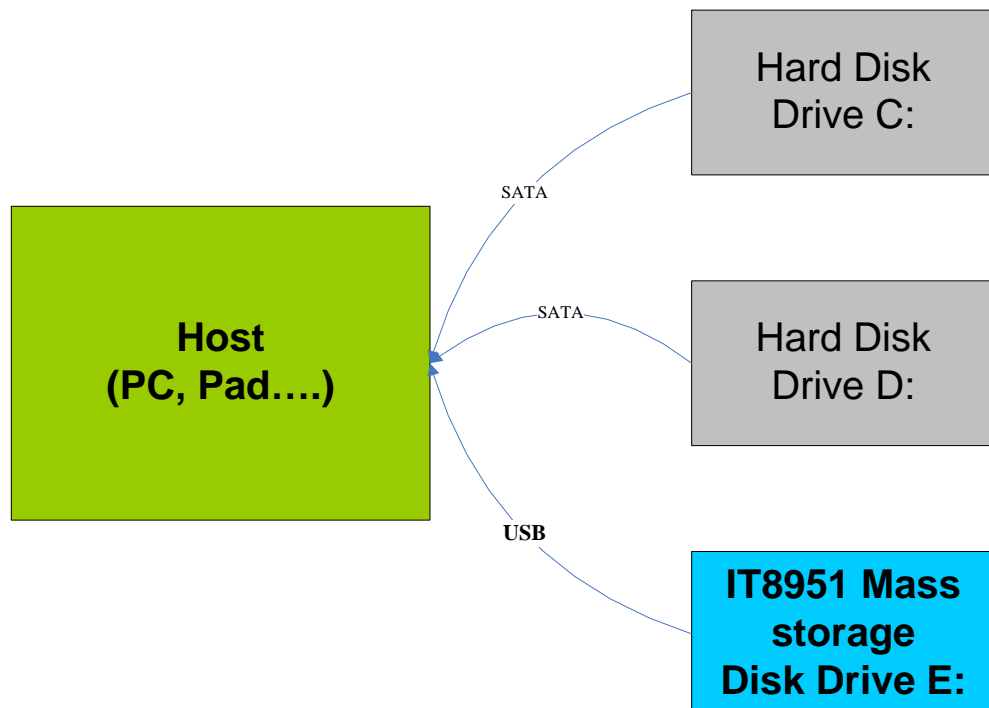 Hard Disk
Drive C:
SATA
Host
(PC, Pad....)
SATA
Hard Disk
Drive D:
USB
IT8951 Mass
storage
Disk Drive E: